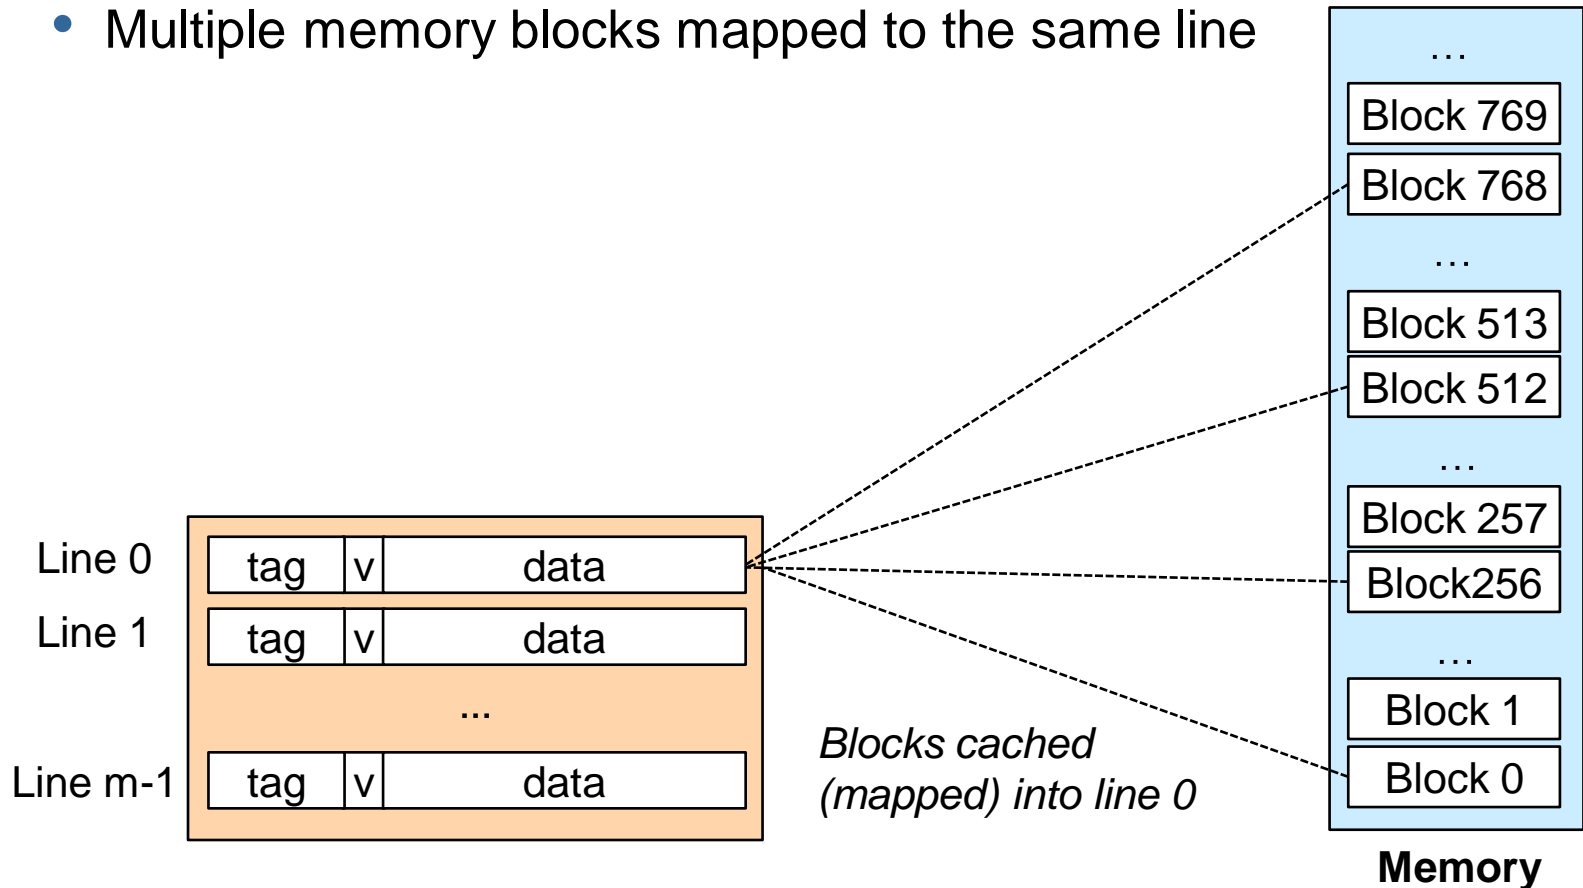 • Multiple memory blocks mapped to the same line
…
Block 769
Block 768
…
Block 513
Block 512
…
Block 257
Block256
…
Block 1
Block 0
Memory
Line 0 tag v data
Line 1 tag v data
...
Line m-1 tag v data
Blocks cached
(mapped) into line 0